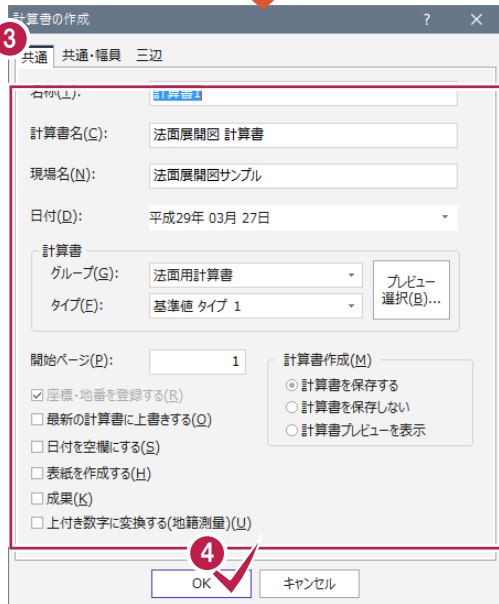 計算書の作成 ? ×
3
共通 共通・幅員 三辺
名称(T): 計算書1
計算書名(C): 法面展開図 計算書
現場名(N): 法面展開図サンプル
日付(D): 平成29年 03月 27日
計算書
グループ(G): 法面用計算書
タイプ(F): 基準値 タイプ 1
プレビュー
選択(B)...
開始ページ(P): 1
計算書作成(M)
計算書を保存する
計算書を保存しない
計算書プレビューを表示
座標・地番を登録する(R)
最新の計算書に上書きする(O)
日付を空欄にする(S)
表紙を作成する(H)
成果(K)
上付き数字に変換する(地籍測量)(U)
4
OK キャンセル